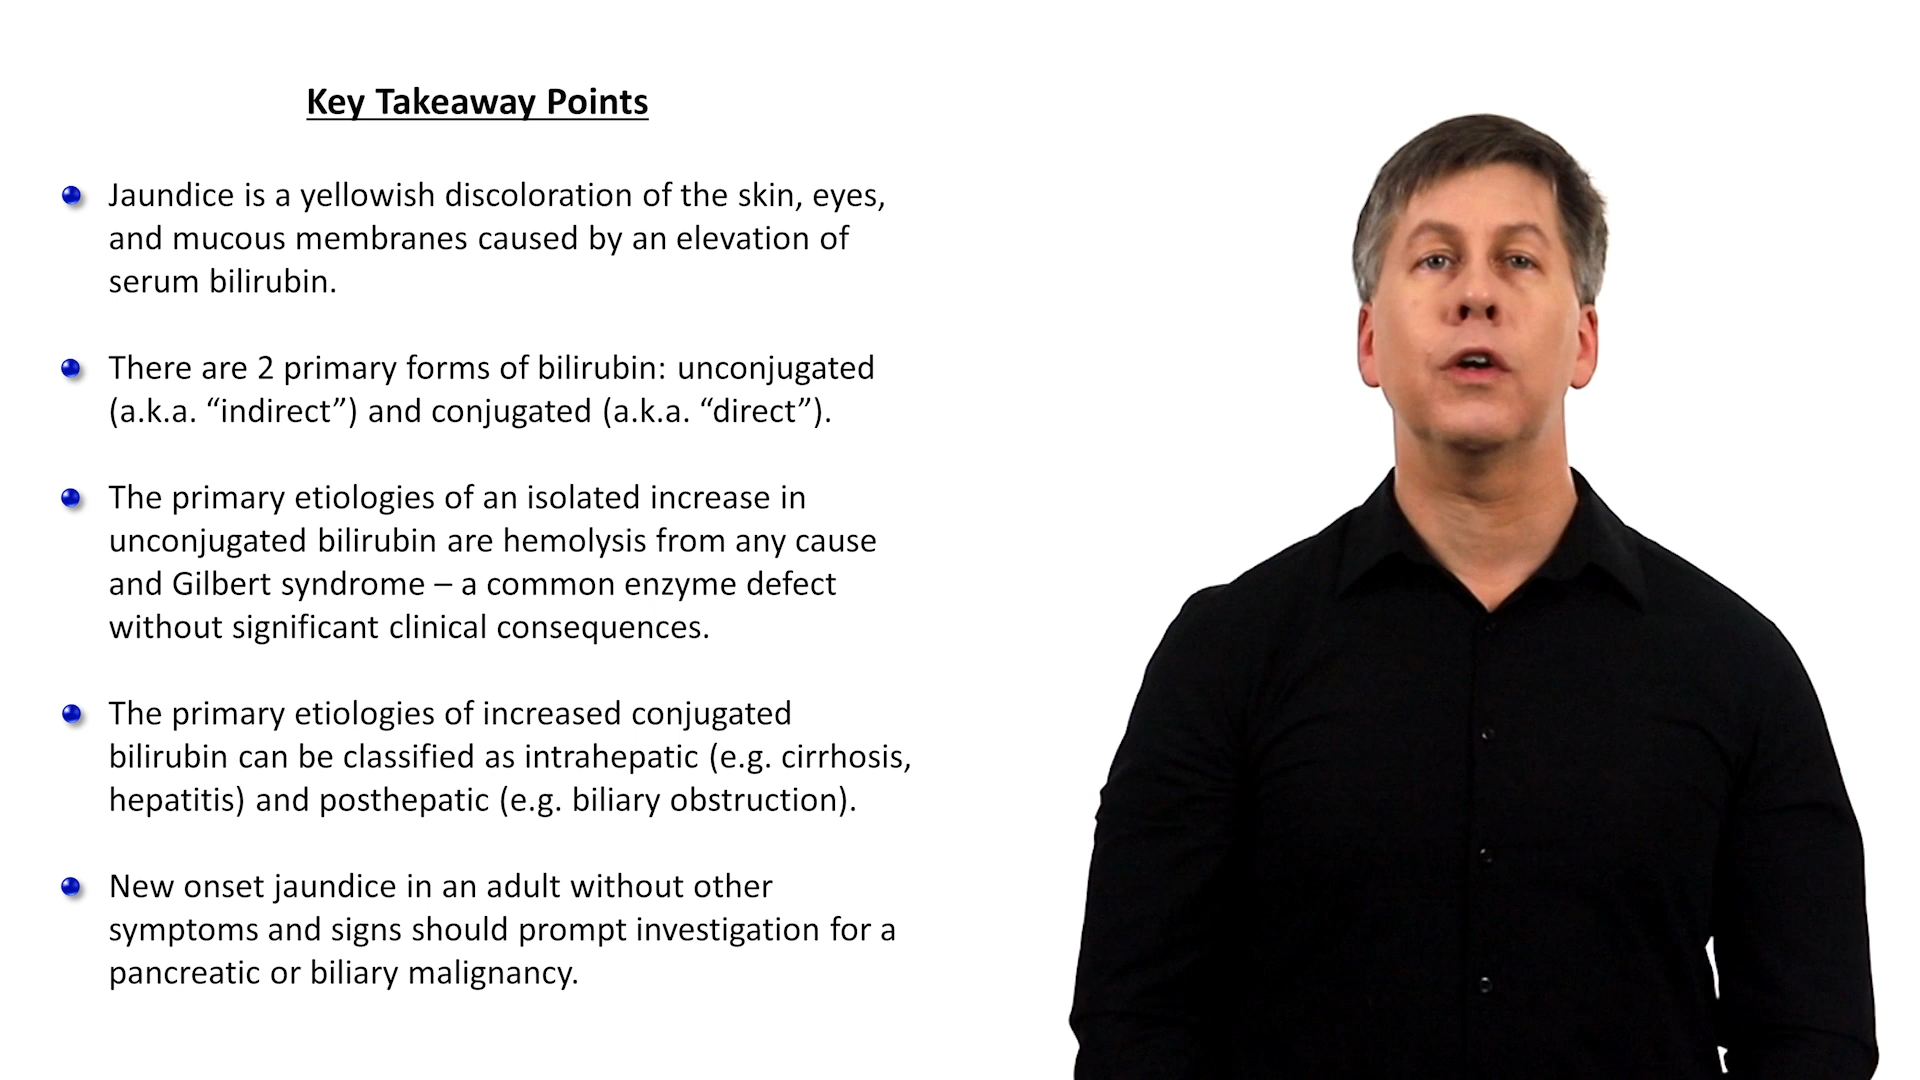 Key Takeaway Points
Jaundice is a yellowish discoloration of the skin, eyes,
and mucous membranes caused by an elevation of
serum bilirubin.
There are 2 primary forms of bilirubin: unconjugated
(a.k.a. “indirect”) and conjugated (a.k.a. “direct”).
The primary etiologies of an isolated increase in
unconjugated bilirubin are hemolysis from any cause
and Gilbert syndrome – a common enzyme defect
without significant clinical consequences.
The primary etiologies of increased conjugated
bilirubin can be classified as intrahepatic (e.g. cirrhosis,
hepatitis) and posthepatic (e.g. biliary obstruction).
New onset jaundice in an adult without other
symptoms and signs should prompt investigation for a
pancreatic or biliary malignancy.